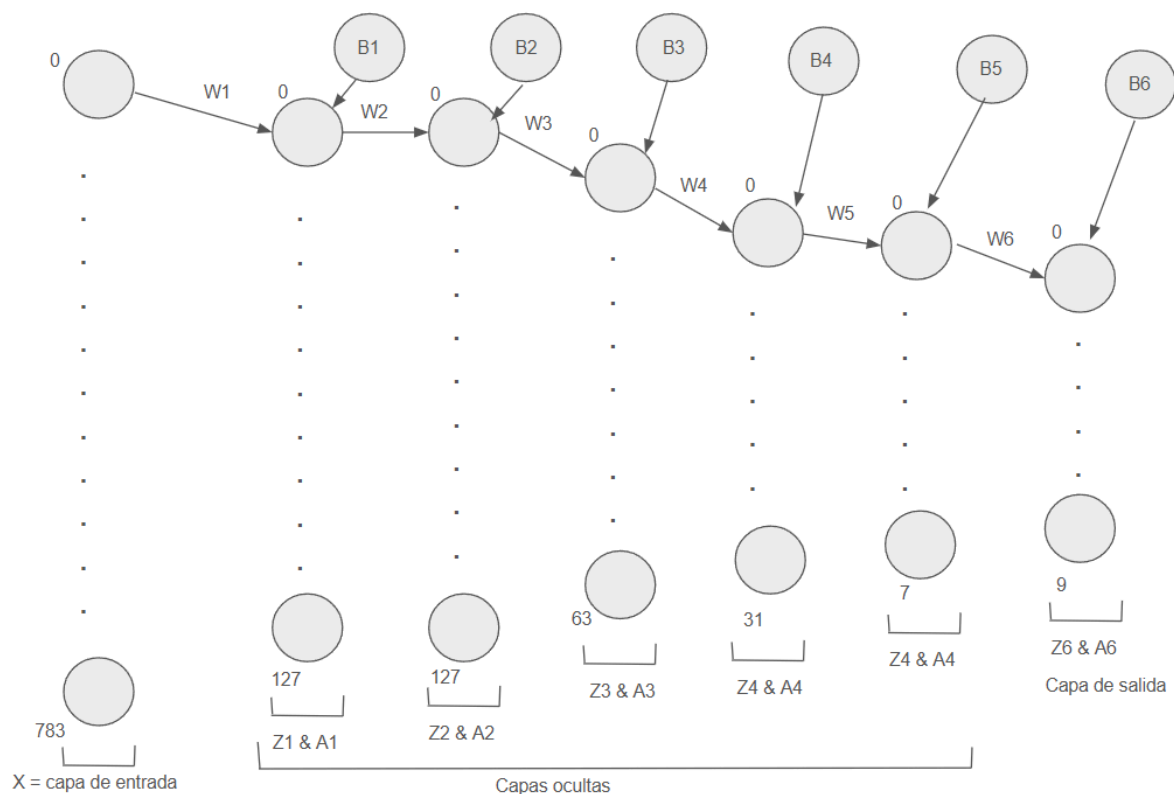 0
B1
B2
B3
B4
B5
B6
W1
0
W2
0
W3
0
W4
0
W5
0
W6
0
783
127
127
63
31
7
9
X = capa de entrada
Z1 & A1
Z2 & A2
Z3 & A3
Z4 & A4
Z4 & A4
Z6 & A6
Capa de salida
Capas ocultas